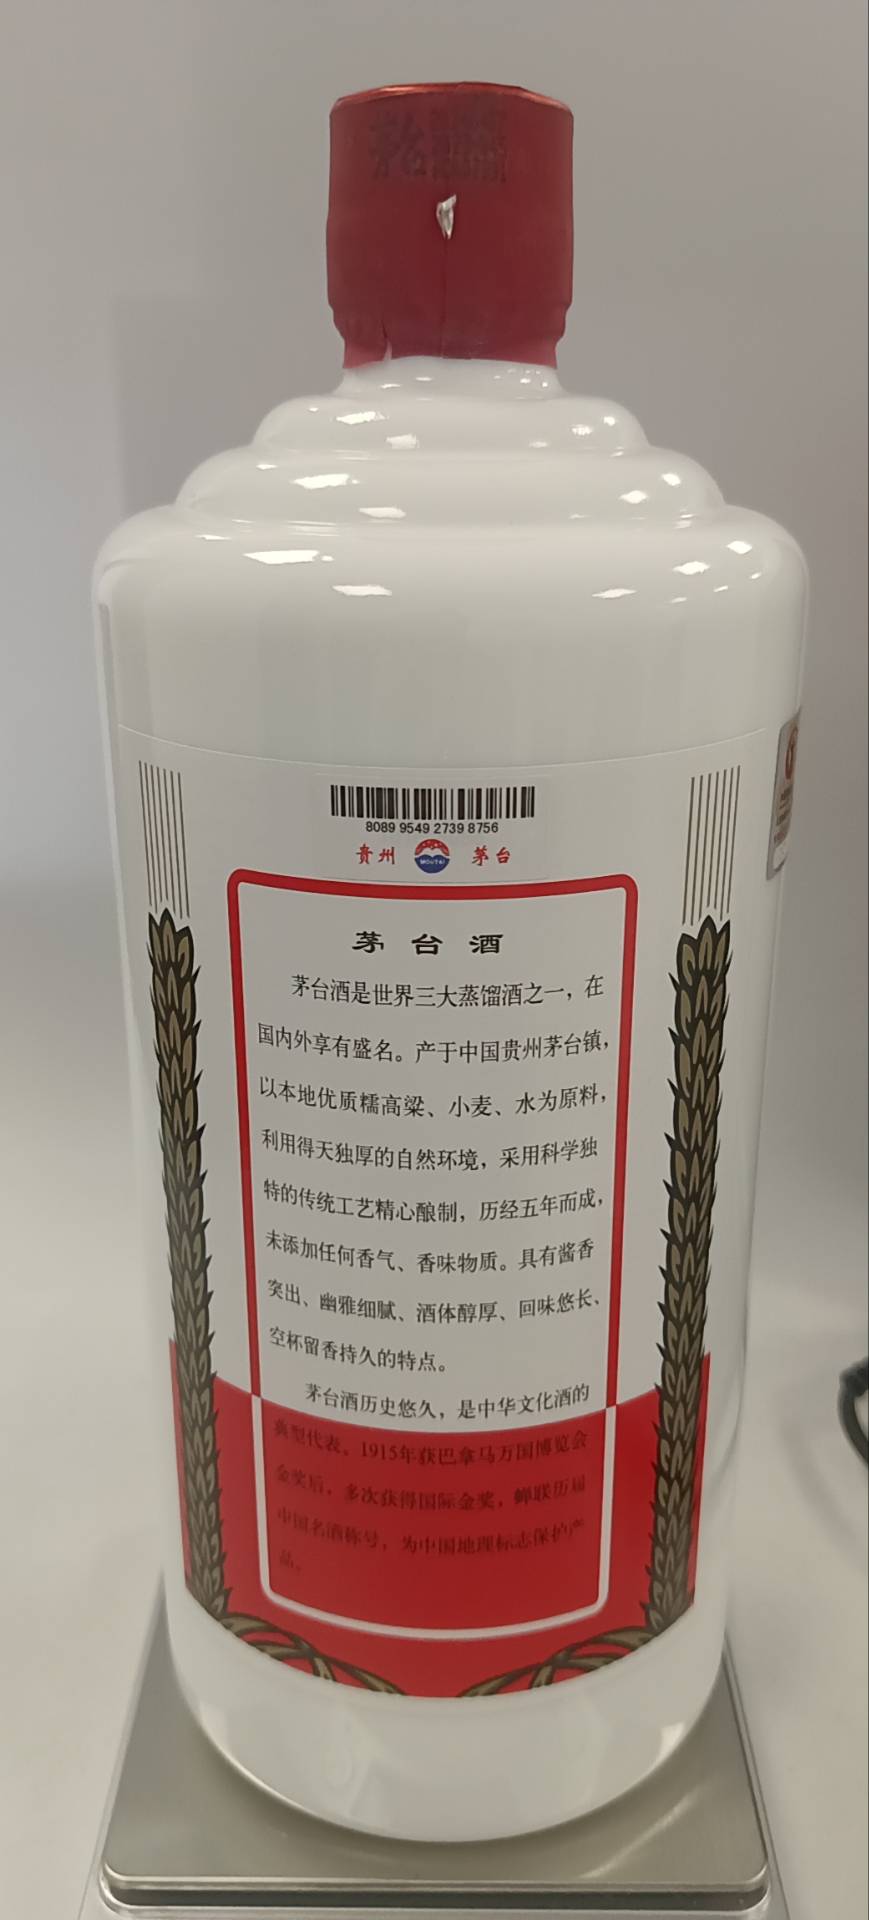 茅台
8089 9549 2739 8756
贵州 MOUTAI 茅台
茅台酒
茅台酒是世界三大蒸馏酒之一，在
国内外享有盛名。产于中国贵州茅台镇，
以本地优质糯高粱、小麦、水为原料，
利用得天独厚的自然环境，采用科学独
特的传统工艺精心酿制，历经五年而成，
未添加任何香气、香味物质。具有酱香
突出、幽雅细腻、酒体醇厚、回味悠长、
空杯留香持久的特点。
茅台酒历史悠久，是中华文化酒的
典型代表。1915年获巴拿马万国博览会
金奖后，多次获得国际金奖，蝉联历届
中国名酒称号，为中国地理标志保护产
品。